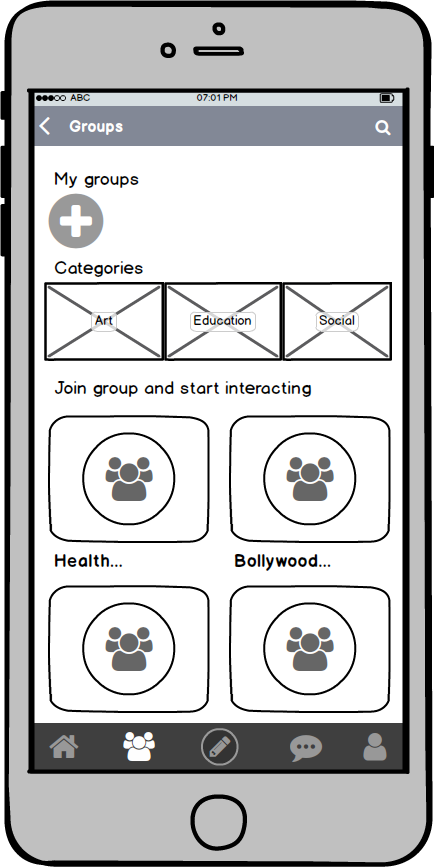 ABC 07:01 PM
Groups
My groups
Categories
Art Education Social
Join group and start interacting
Health... Bollywood...